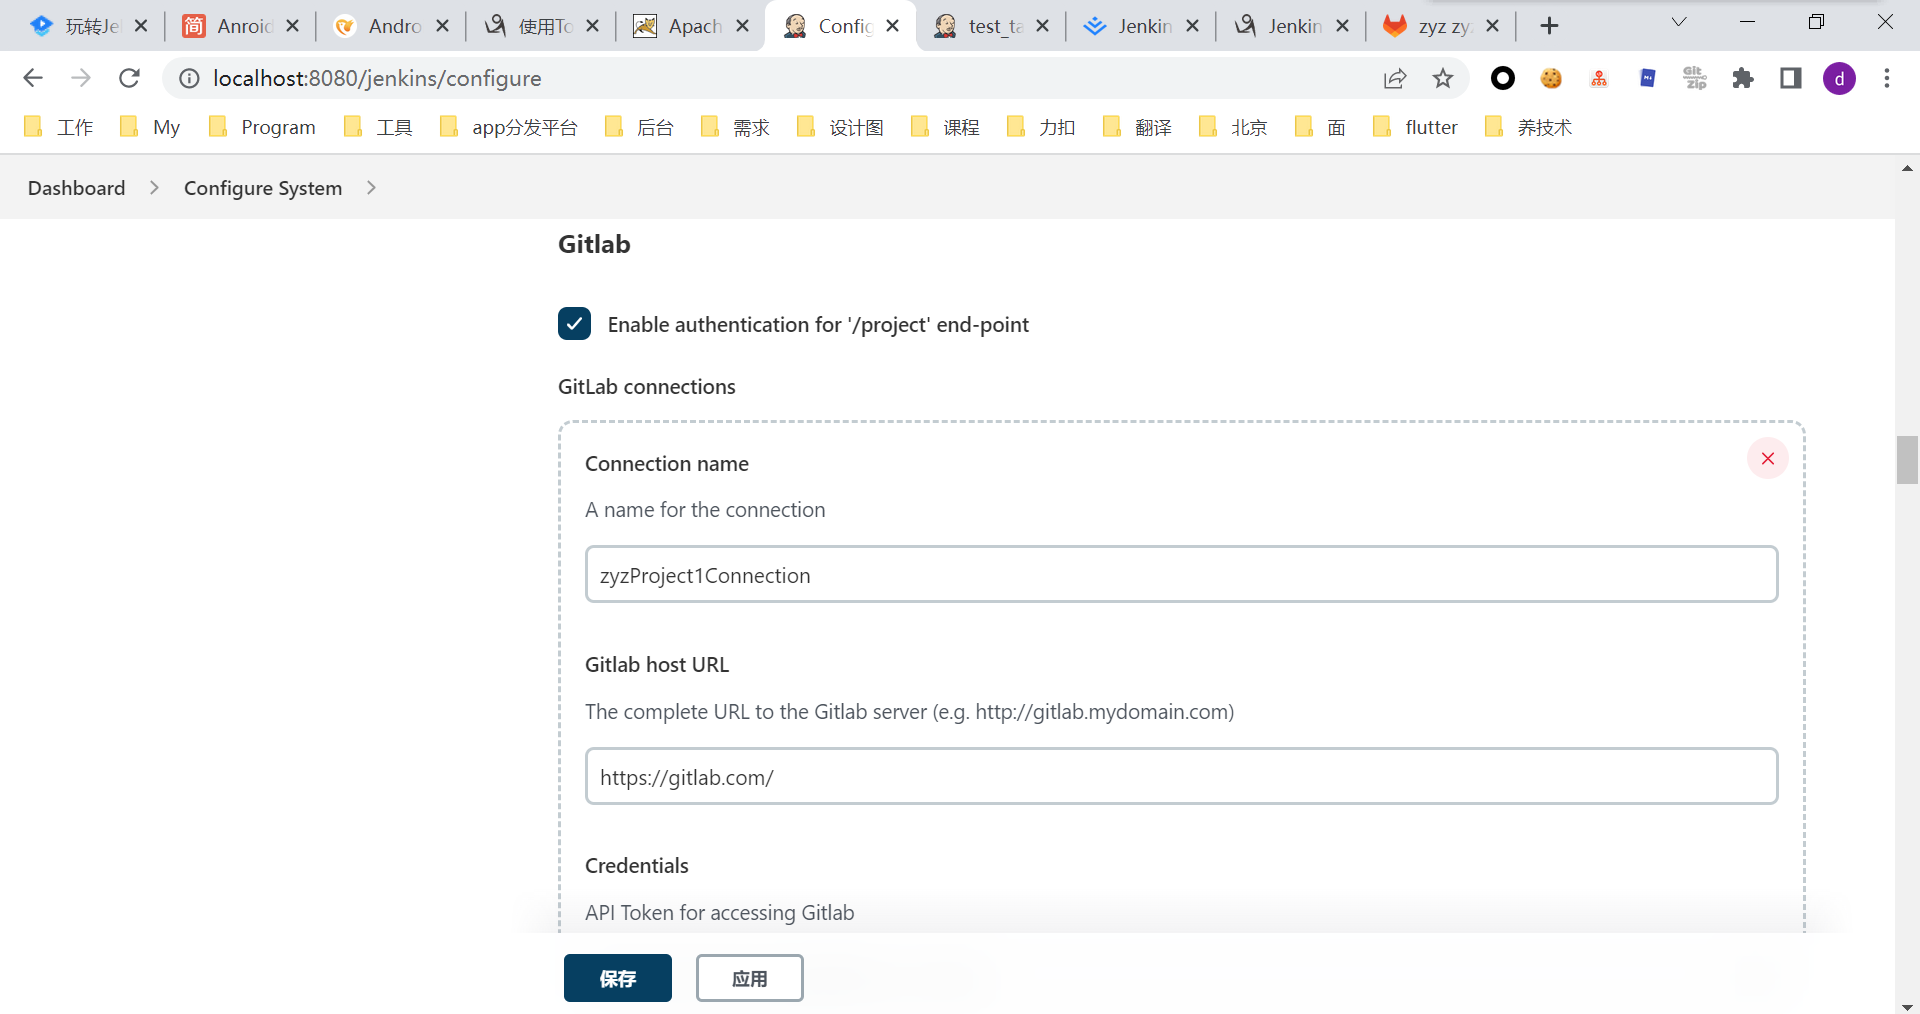 玩转Je
Anroid
Andro
使用To
Apach
Config
test_ta
Jenkin
Jenkin
zyz zy
localhost:8080/jenkins/configure
d
工作
My
Program
工具
app分发平台
后台
需求
设计图
课程
力扣
翻译
北京
面
flutter
养技术
Dashboard
Configure System
Gitlab
Enable authentication for '/project' end-point
GitLab connections
Connection name
A name for the connection
zyzProject1Connection
Gitlab host URL
The complete URL to the Gitlab server (e.g. http://gitlab.mydomain.com)
https://gitlab.com/
Credentials
API Token for accessing Gitlab
保存
应用